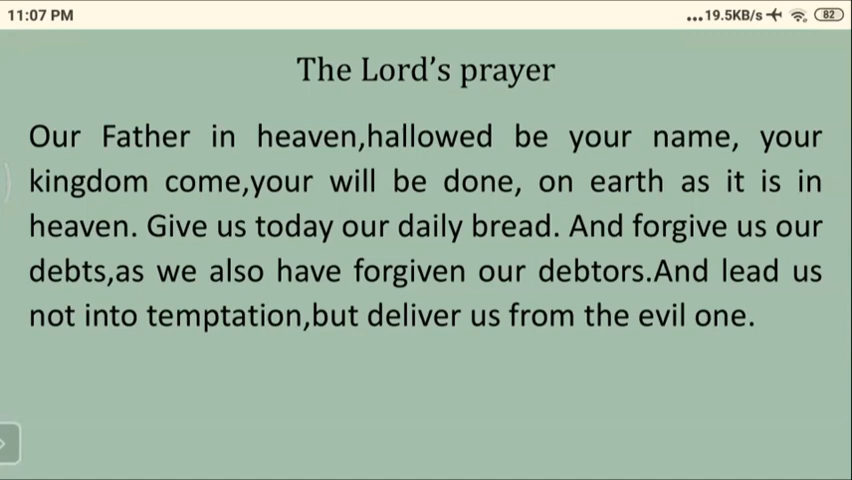 11:07 PM
...19.5KB/s
82
The Lord's prayer
Our Father in heaven,hallowed be your name, your
kingdom come,your will be done, on earth as it is in
heaven. Give us today our daily bread. And forgive us our
debts,as we also have forgiven our debtors.And lead us
not into temptation,but deliver us from the evil one.